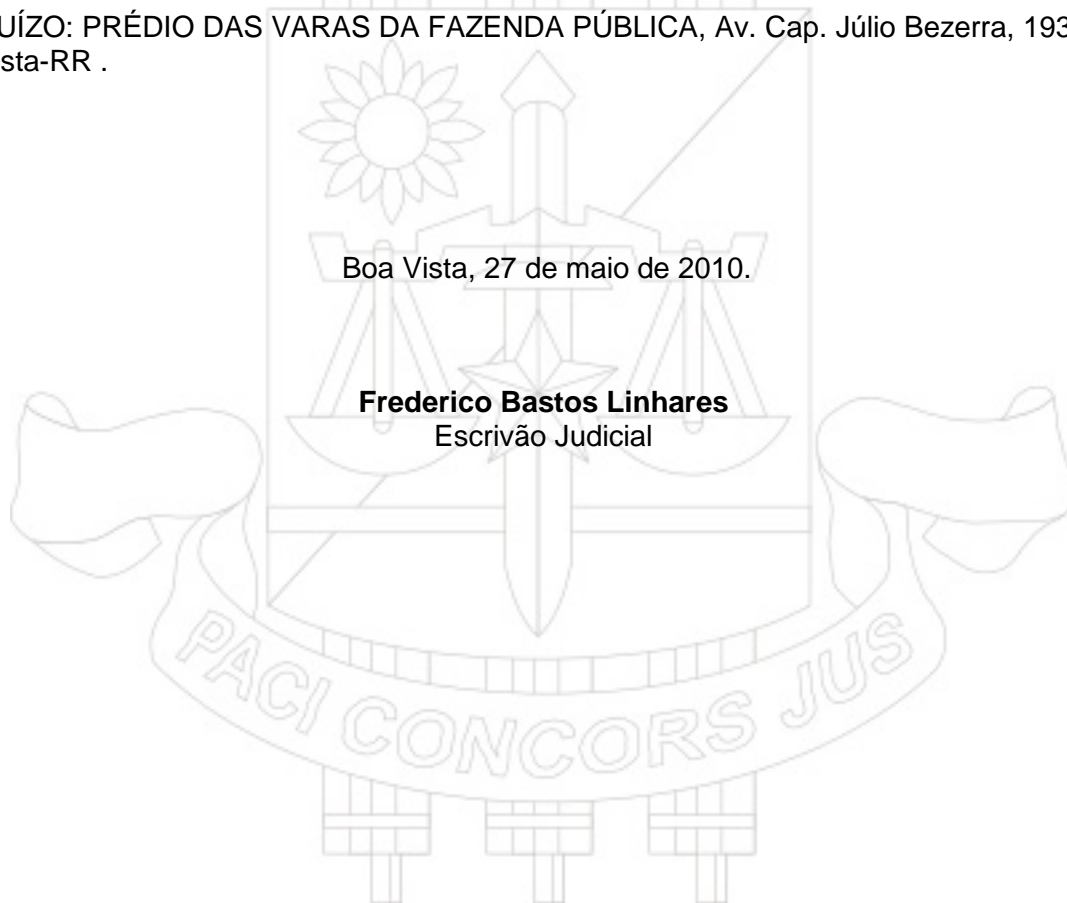 UÍZO: PRÉDIO DAS VARAS DA FAZENDA PÚBLICA, Av. Cap. Júlio Bezerra, 193
sta-RR .
Boa Vista, 27 de maio de 2010.
Frederico Bastos Linhares
Escrivão Judicial
PACI CONCORS JUS